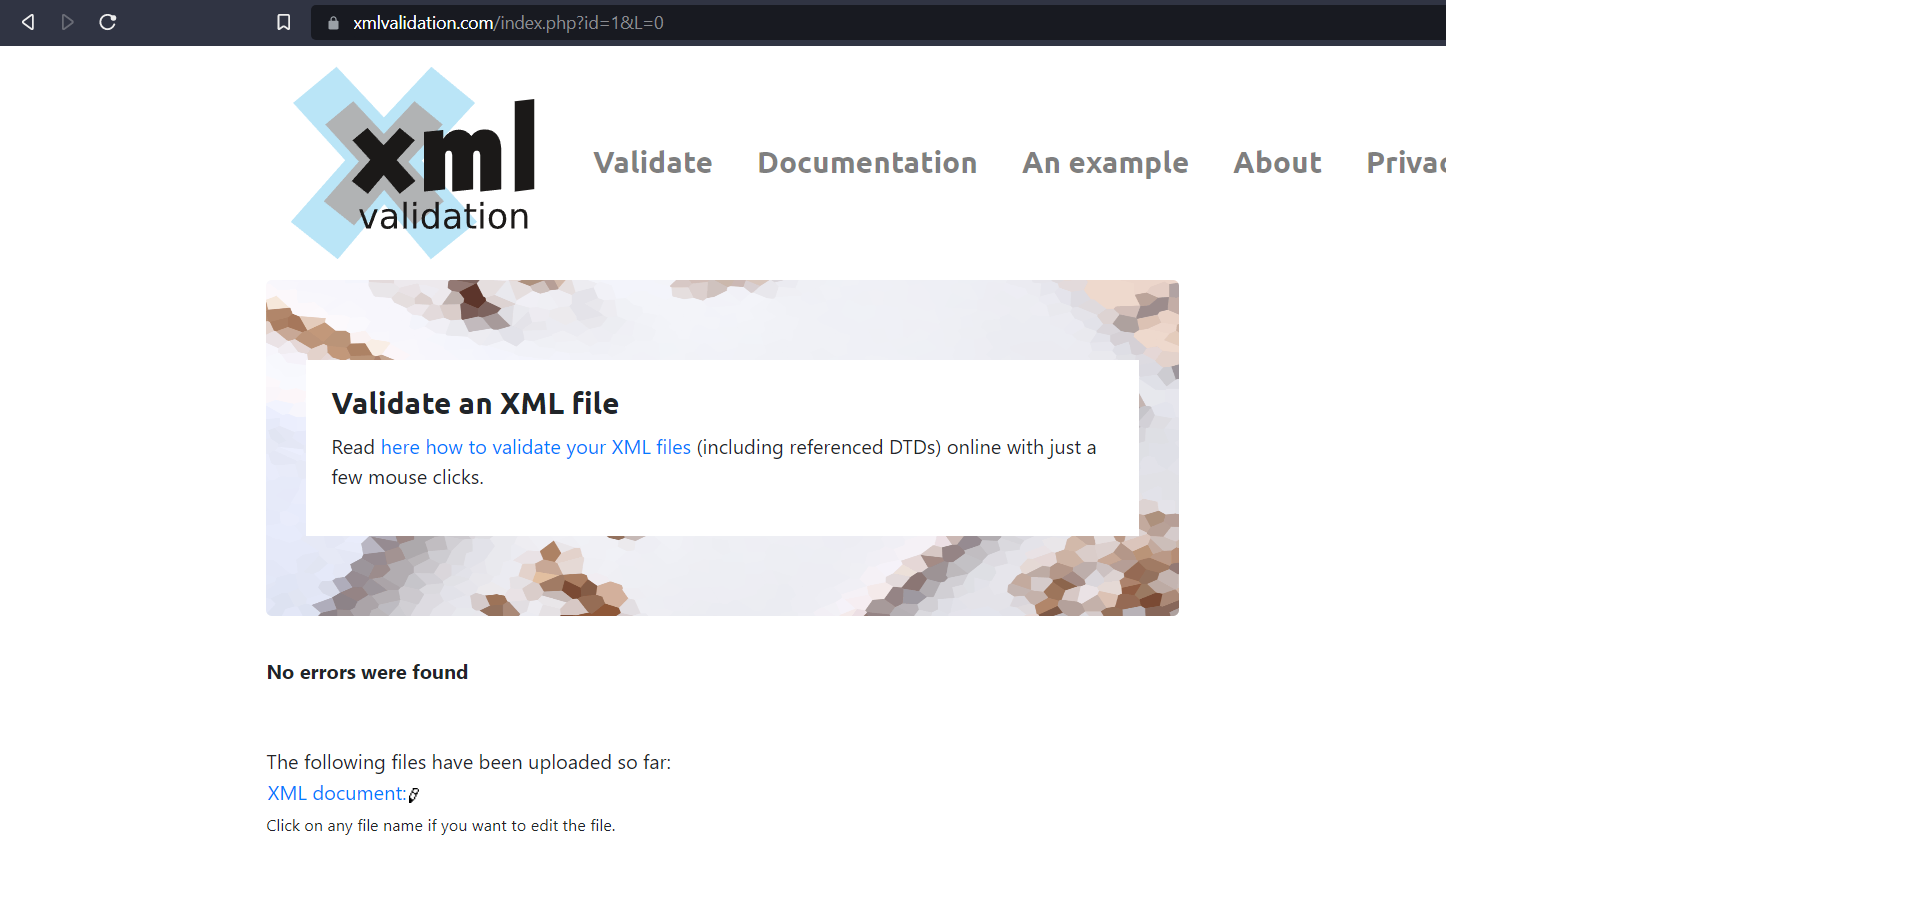 xmlvalidation.com/index.php?id=1&L=0
xml
validation
Validate Documentation An example About Privac
Validate an XML file
Read here how to validate your XML files (including referenced DTDs) online with just a
few mouse clicks.
No errors were found
The following files have been uploaded so far:
XML document:
Click on any file name if you want to edit the file.